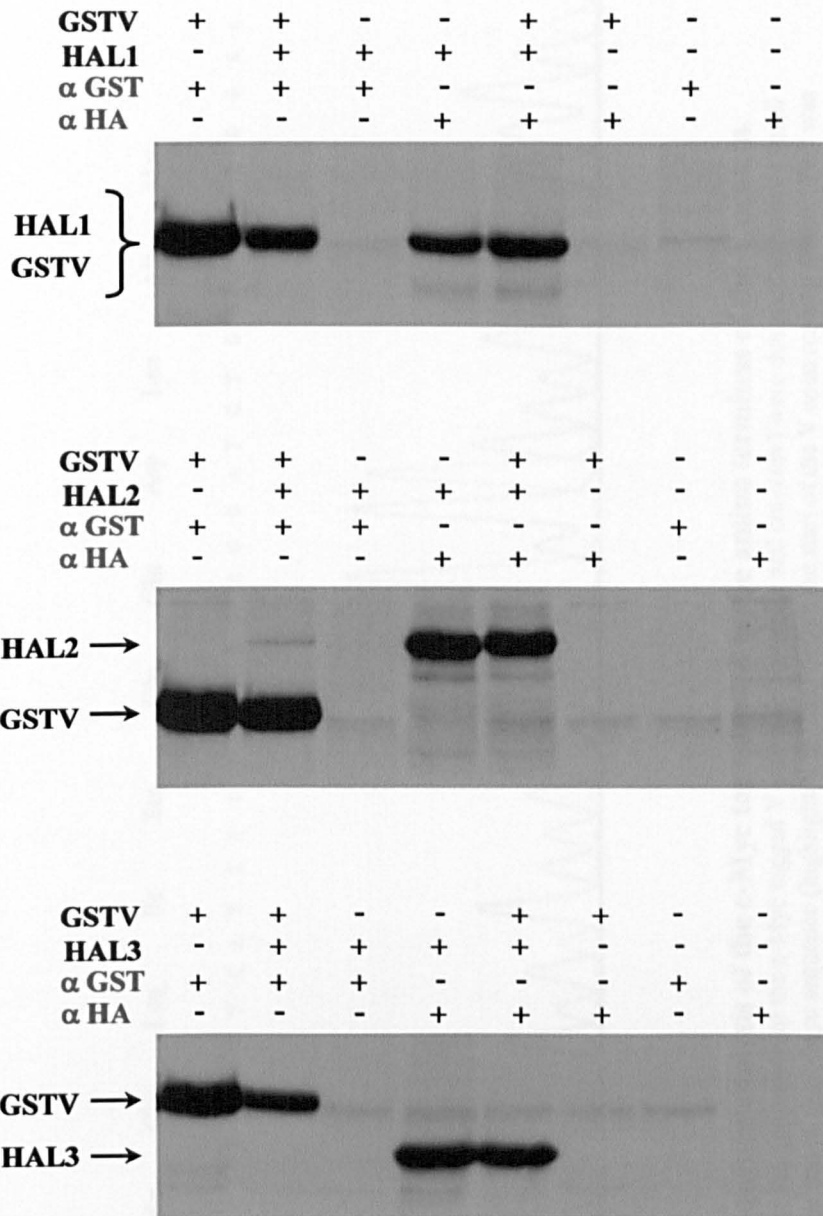 GSTV + + - - + + - -
HAL1 - + + + + - - -
α GST + + + - - - + -
α HA - - - + + + - +
HAL1
GSTV
GSTV + + - - + + - -
HAL2 - + + + + - - -
α GST + + + - - - + -
α HA - - - + + + - +
HAL2
GSTV
GSTV + + - - + + - -
HAL3 - + + + + - - -
α GST + + + - - - + -
α HA - - - + + + - +
GSTV
HAL3